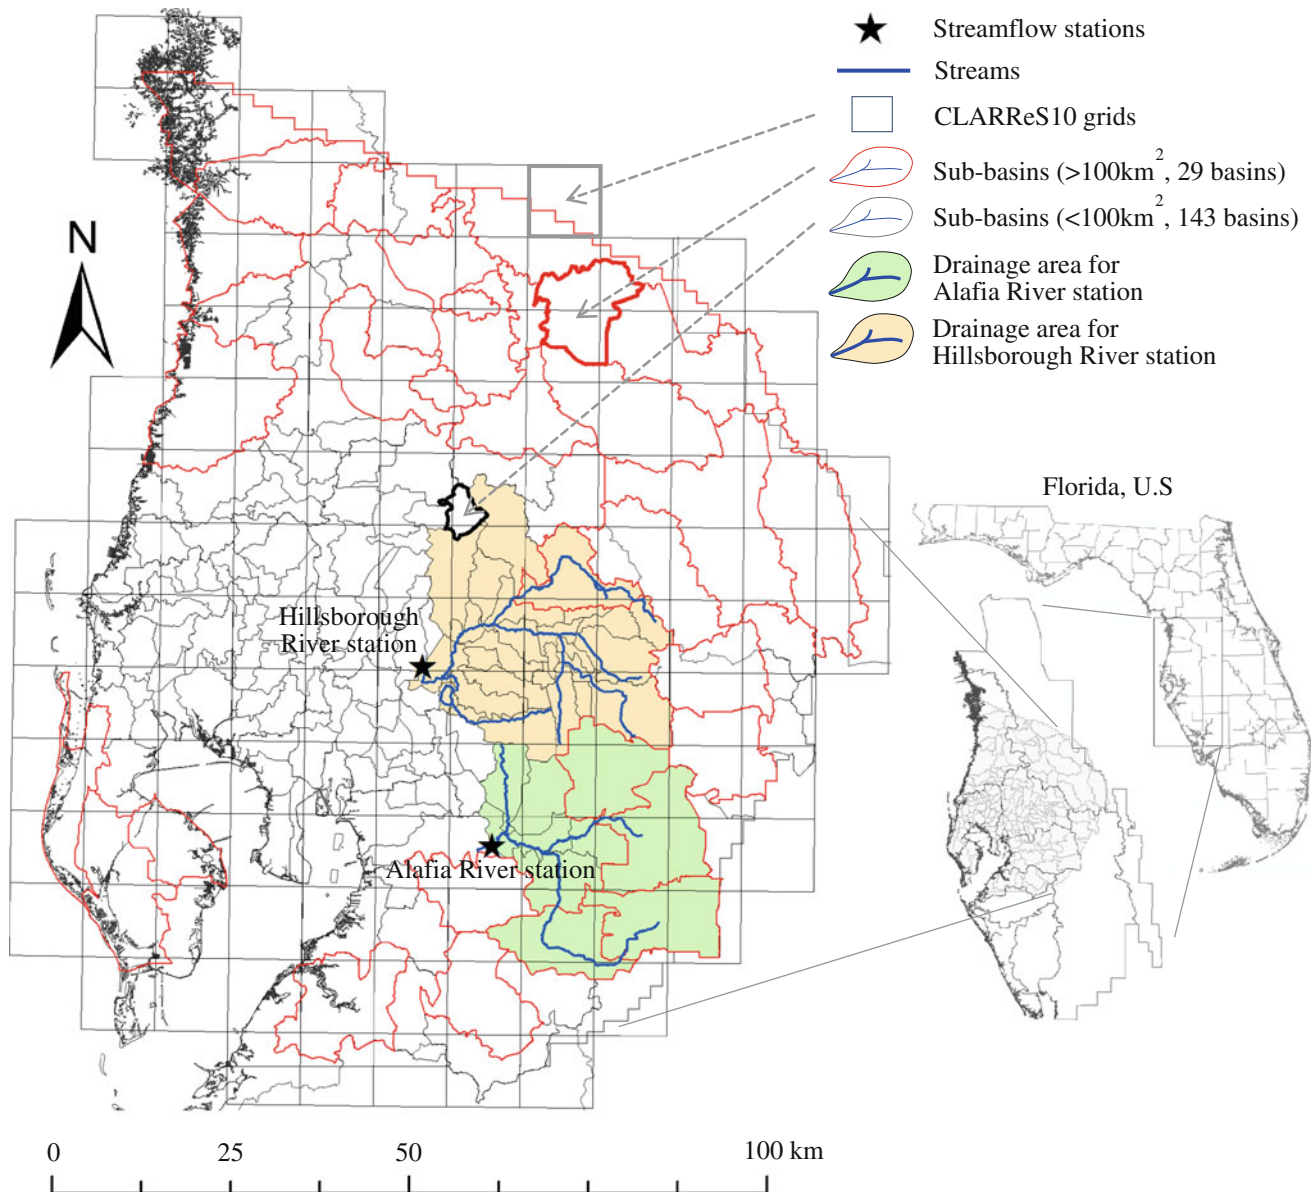 Streamflow stations
Streams
CLARReS10 grids
Sub-basins (>100km², 29 basins)
Sub-basins (<100km², 143 basins)
Drainage area for
Alafia River station
Drainage area for
Hillsborough River station
N
Florida, U.S
Hillsborough
River station
Alafia River station
0 25 50 100 km